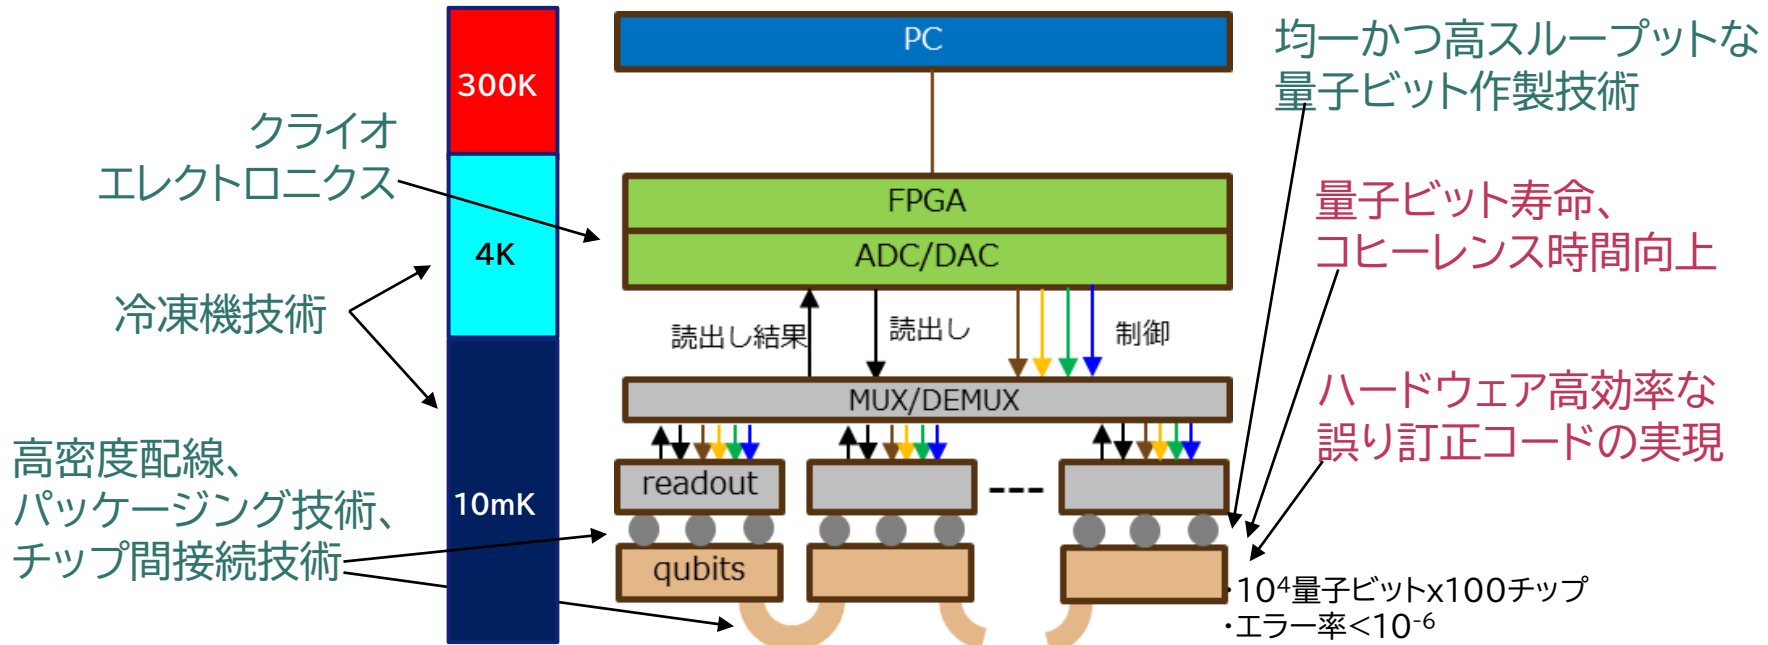 PC
均一かつ高スループットな
量子ビット作製技術
300K
クライオ
エレクトロニクス
FPGA
ADC/DAC
量子ビット寿命、
コヒーレンス時間向上
4K
冷凍機技術
読出し結果
読出し
制御
MUX/DEMUX
ハードウェア高効率な
誤り訂正コードの実現
高密度配線、
パッケージング技術、
チップ間接続技術
10mK
readout
---
qubits
・10⁴量子ビットx100チップ
・エラー率<10⁻⁶